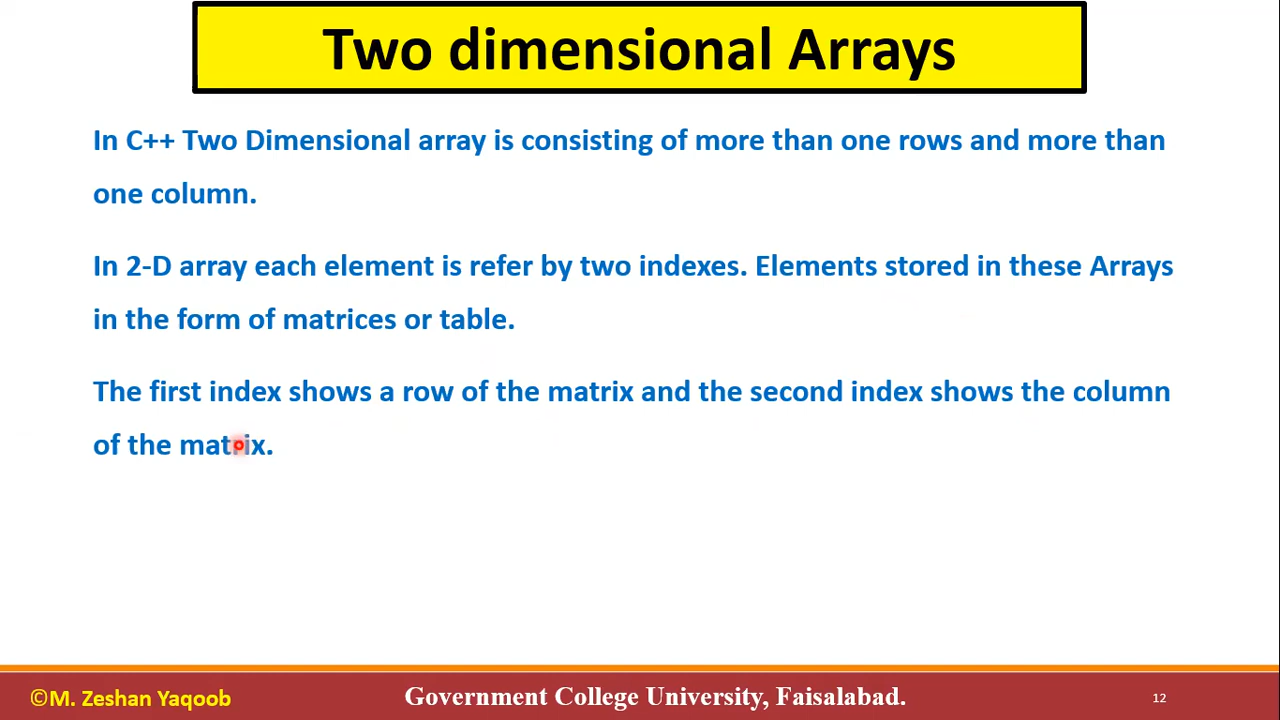 Two dimensional Arrays
In C++ Two Dimensional array is consisting of more than one rows and more than
one column.
In 2-D array each element is refer by two indexes. Elements stored in these Arrays
in the form of matrices or table.
The first index shows a row of the matrix and the second index shows the column
of the matrix.
©M. Zeshan Yaqoob
Government College University, Faisalabad.
12